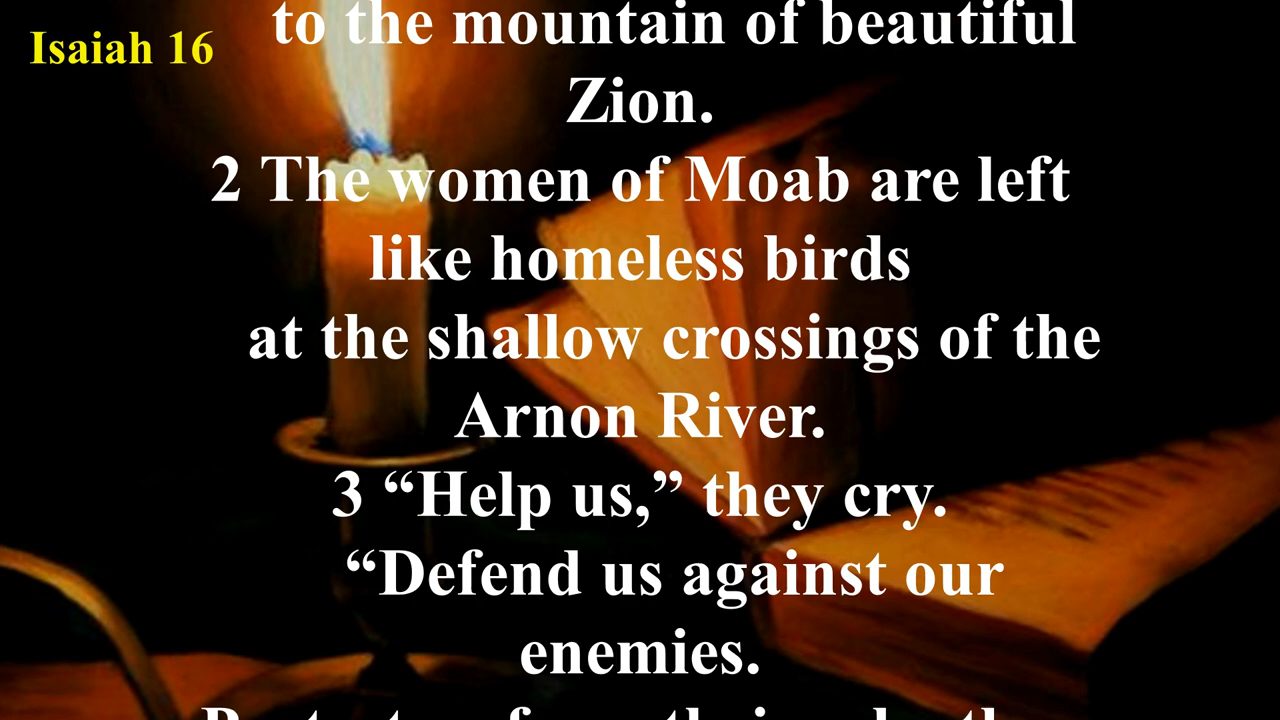 Isaiah 16
to the mountain of beautiful
Zion.
2 The women of Moab are left
like homeless birds
at the shallow crossings of the
Arnon River.
3 “Help us,” they cry.
“Defend us against our
enemies.